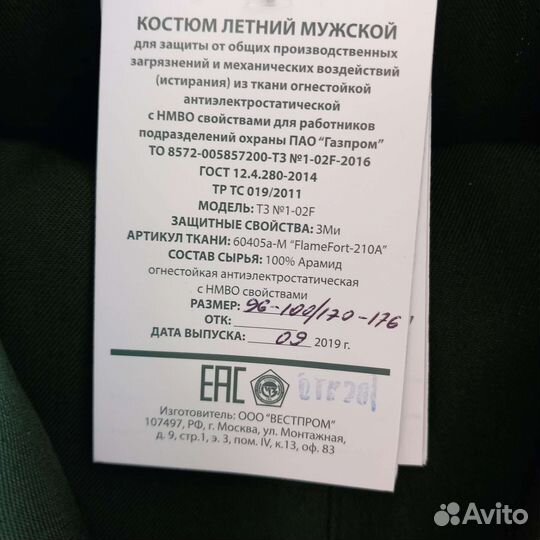 КОСТЮМ ЛЕТНИЙ МУЖСКОЙ
для защиты от общих производственных
загрязнений и механических воздействий
(истирания) из ткани огнестойкой
антиэлектростатической
с НМВО свойствами для работников
подразделений охраны ПАО "Газпром"
ТО 8572-005857200-ТЗ №1-02F-2016
ГОСТ 12.4.280-2014
ТР ТС 019/2011
МОДЕЛЬ: ТЗ №1-02F
ЗАЩИТНЫЕ СВОЙСТВА: ЗМи
АРТИКУЛ ТКАНИ: 60405a-М "FlameFort-210A"
СОСТАВ СЫРЬЯ: 100% Арамид
огнестойкая антиэлектростатическая
с НМВО свойствами
РАЗМЕР: 96-100/170-176
ОТК:
ДАТА ВЫПУСКА: 09 2019 г.
EAC
Изготовитель: ООО "ВЕСТПРОМ"
107497, РФ, г. Москва, ул. Монтажная,
д. 9, стр.1, э. 3, пом. IV, к.13, оф. 83
Avito